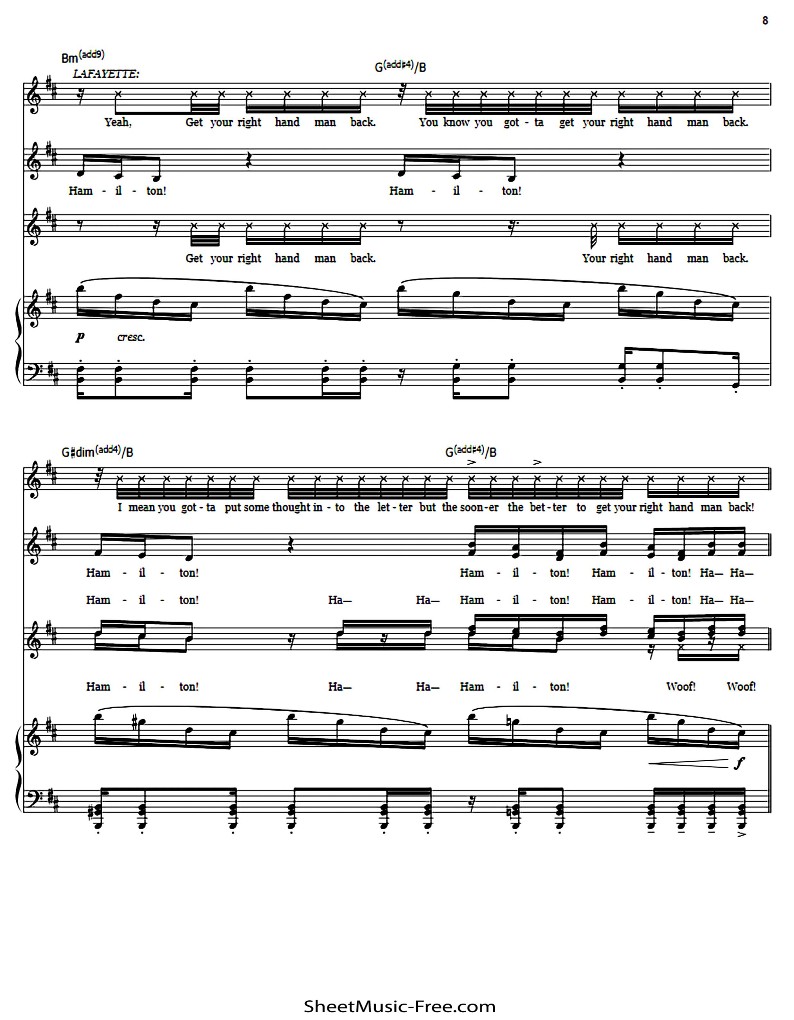 8
Bm(add9) G(add♯4)/B
LAFAYETTE:
Yeah, Get your right hand man back. You know you got - ta get your right hand man back.
Ham - il - ton! Ham - il - ton!
Get your right hand man back. Your right hand man back.
p cresc.
G♯dim(add4)/B G(add♯4)/B
I mean you got - ta put some thought in - to the let - ter but the soon - er the bet - ter to get your right hand man back!
Ham - il - ton! Ham - il - ton! Ham - il - ton! Ha— Ha—
Ham - il - ton! Ha— Ha— Ham - il - ton! Ham - il - ton! Ha— Ha—
Ham - il - ton! Ha— Ha— Ham - il - ton! Woof! Woof!
f
SheetMusic-Free.com